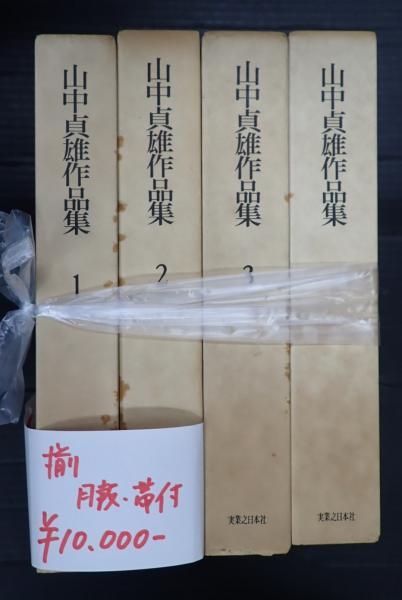 山中貞雄作品集
1
山中貞雄作品集
2
山中貞雄作品集
3
実業之日本社
山中貞雄作品集
実業之日本社
揃
月表・帯付
¥10.000-